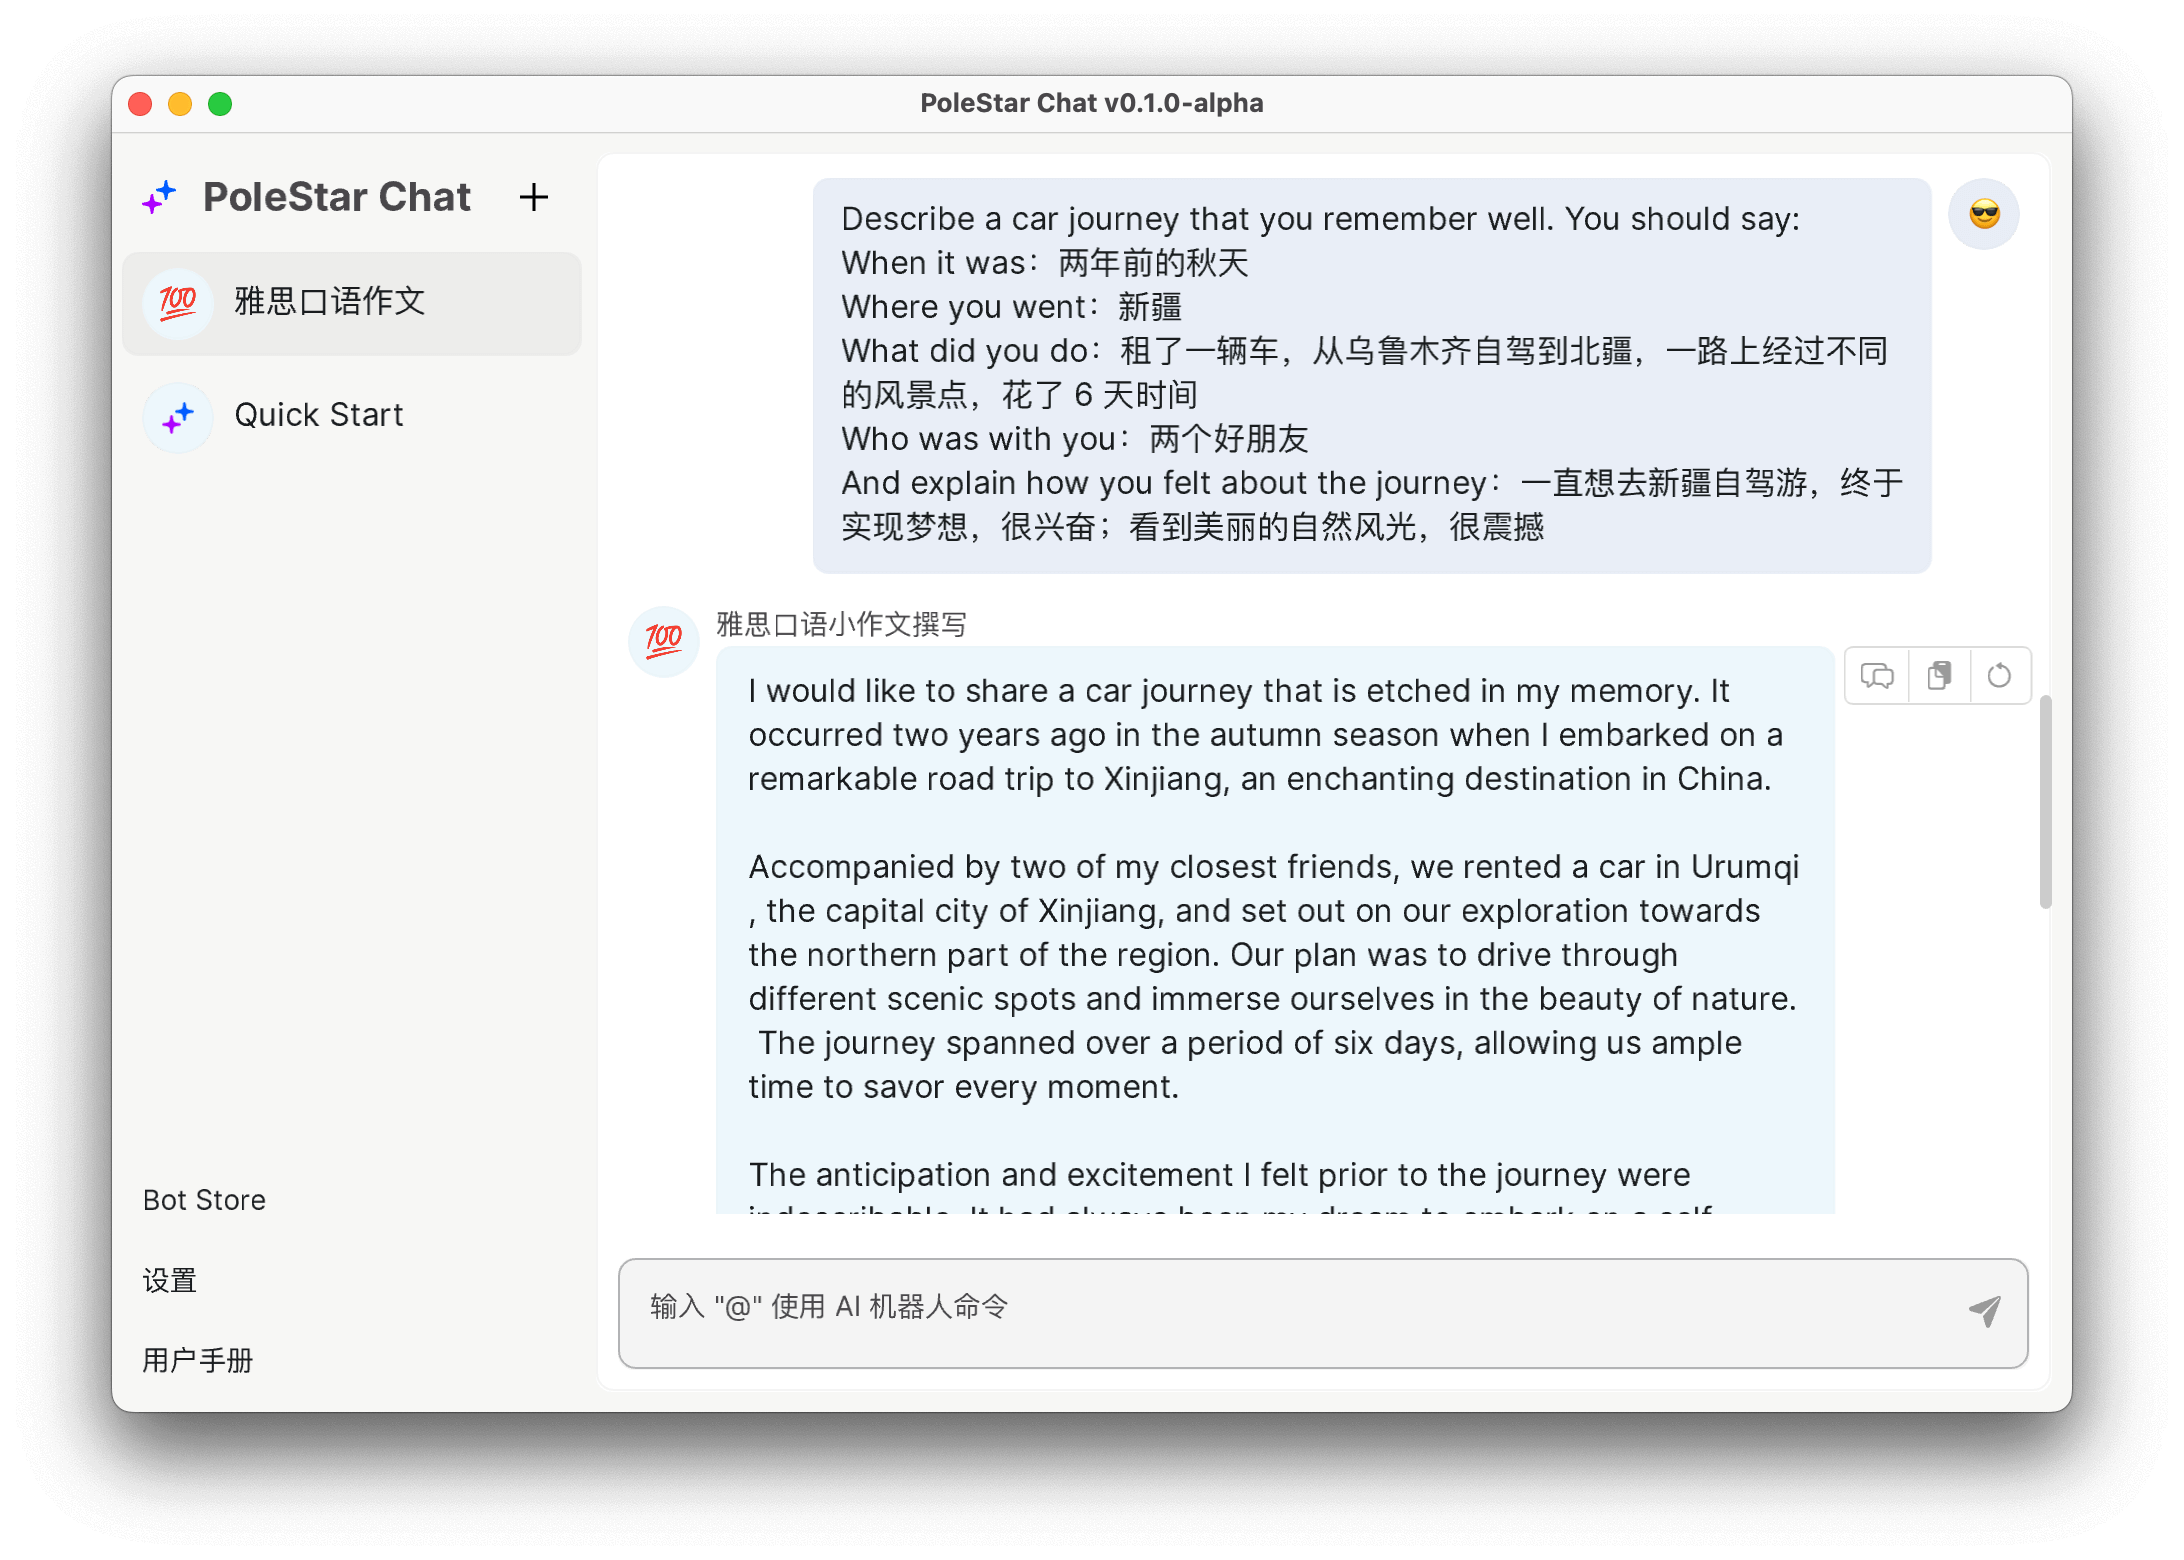 PoleStar Chat v0.1.0-alpha
PoleStar Chat
雅思口语作文
Quick Start
Bot Store
设置
用户手册
Describe a car journey that you remember well. You should say:
When it was：两年前的秋天
Where you went：新疆
What did you do：租了一辆车，从乌鲁木齐自驾到北疆，一路上经过不同
的风景点，花了 6 天时间
Who was with you：两个好朋友
And explain how you felt about the journey：一直想去新疆自驾游，终于
实现梦想，很兴奋；看到美丽的自然风光，很震撼
雅思口语小作文撰写
I would like to share a car journey that is etched in my memory. It
occurred two years ago in the autumn season when I embarked on a
remarkable road trip to Xinjiang, an enchanting destination in China.
Accompanied by two of my closest friends, we rented a car in Urumqi
, the capital city of Xinjiang, and set out on our exploration towards
the northern part of the region. Our plan was to drive through
different scenic spots and immerse ourselves in the beauty of nature.
The journey spanned over a period of six days, allowing us ample
time to savor every moment.
The anticipation and excitement I felt prior to the journey were
indescribable. It had always been my dream to embark on a self
输入 "@" 使用 AI 机器人命令